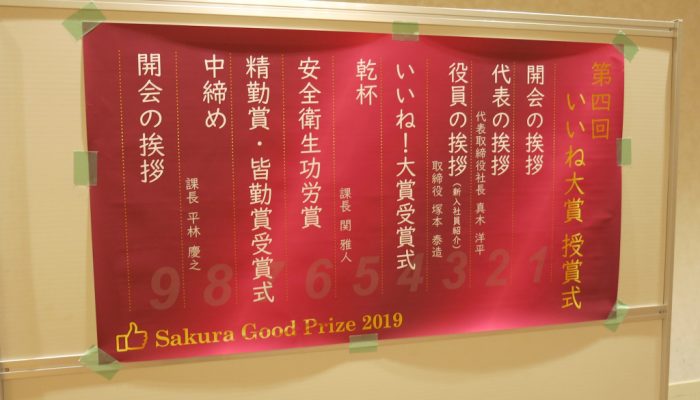 第四回
いいね大賞 授賞式
開会の挨拶
1
代表の挨拶
代表取締役社長 真木 洋平
2
役員の挨拶(新入社員紹介)
取締役 塚本 泰造
3
いいね!大賞受賞式
4
乾杯
課長 関 雅人
5
安全衛生功労賞
6
精勤賞・皆勤賞受賞式
7
中締め
課長 平林 慶之
8
開会の挨拶
9
Sakura Good Prize 2019